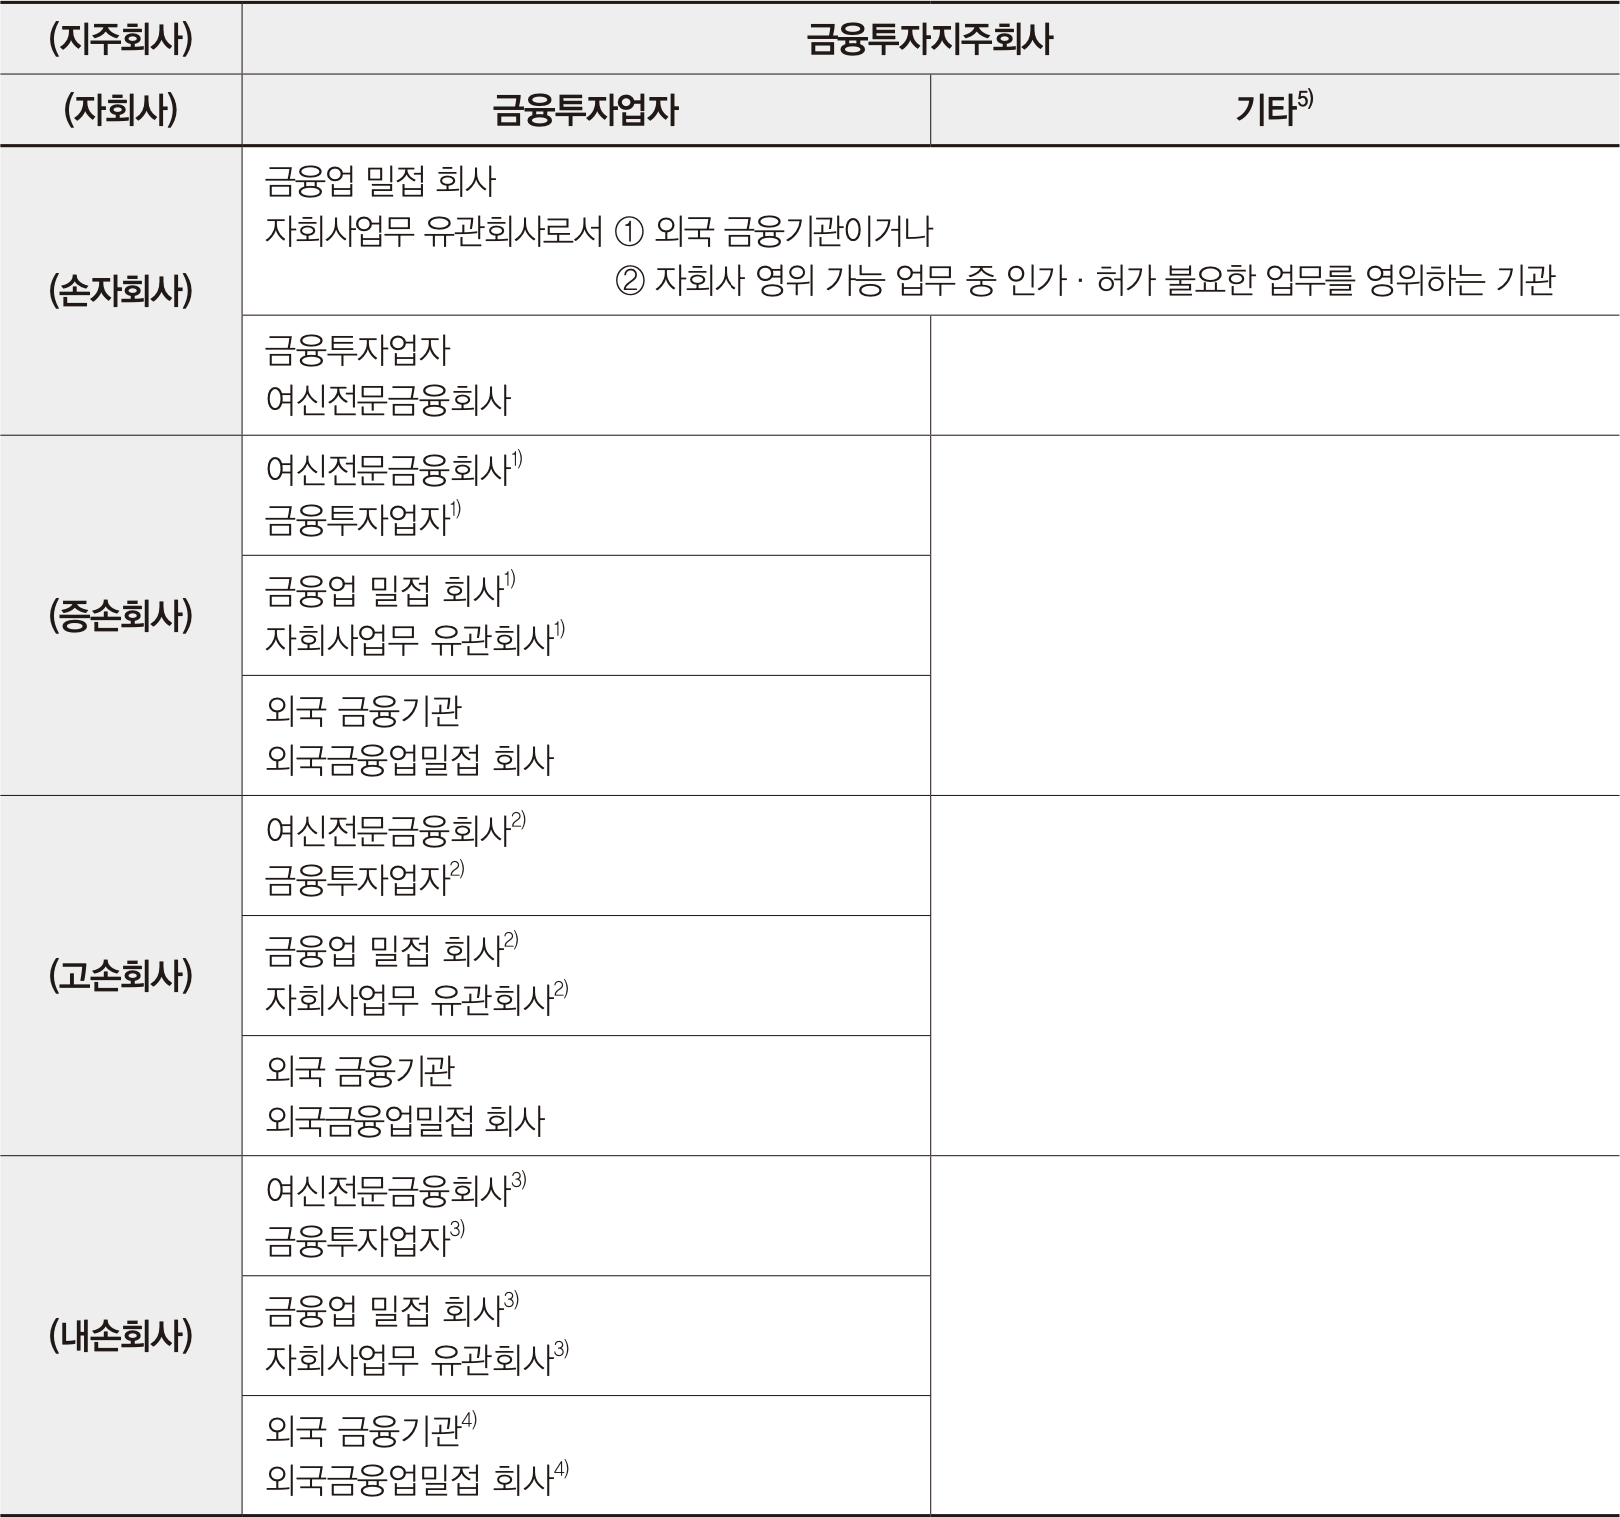 (지주회사)
금융투자지주회사
(자회사)
금융투자업자
기타5)
(손자회사)
금융업 밀접 회사
자회사업무 유관회사로서 ① 외국 금융기관이거나
② 자회사 영위 가능 업무 중 인가 · 허가 불요한 업무를 영위하는 기관
금융투자업자
여신전문금융회사
(증손회사)
여신전문금융회사1)
금융투자업자1)
금융업 밀접 회사1)
자회사업무 유관회사1)
외국 금융기관
외국금융업밀접 회사
(고손회사)
여신전문금융회사2)
금융투자업자2)
금융업 밀접 회사2)
자회사업무 유관회사2)
외국 금융기관
외국금융업밀접 회사
(내손회사)
여신전문금융회사3)
금융투자업자3)
금융업 밀접 회사3)
자회사업무 유관회사3)
외국 금융기관4)
외국금융업밀접 회사4)